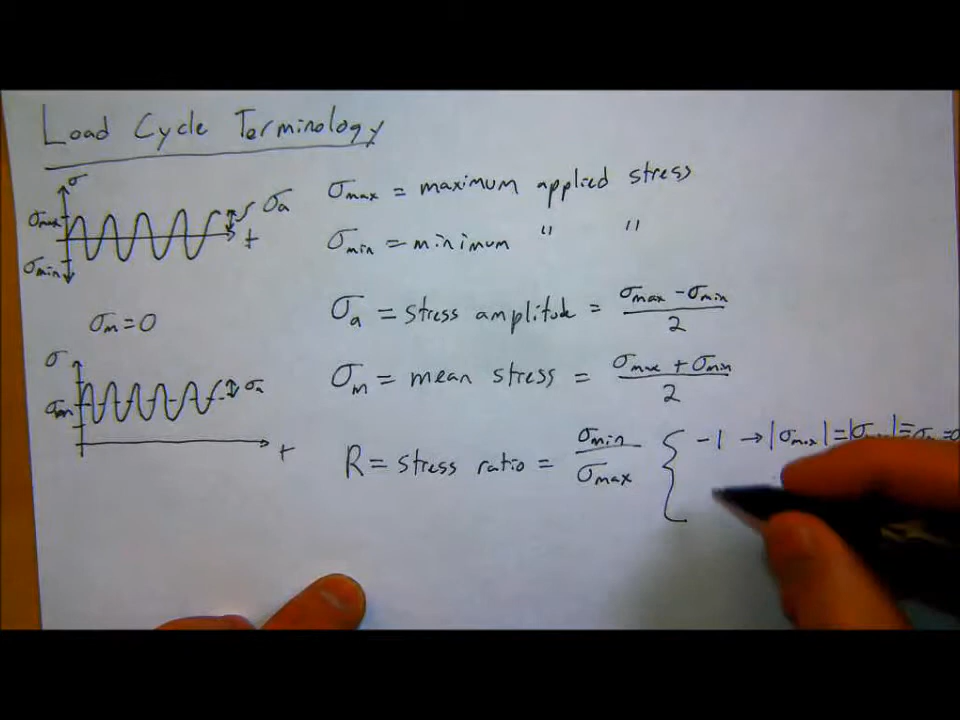 Load Cycle Terminology
σ
σmax
σmin
σa
t
σmax = maximum applied stress
σmin = minimum " "
σm = 0
σa = stress amplitude = σmax - σmin / 2
σ
σm
σa
t
σm = mean stress = σmax + σmin / 2
R = stress ratio = σmin / σmax { -1 → |σmax| =